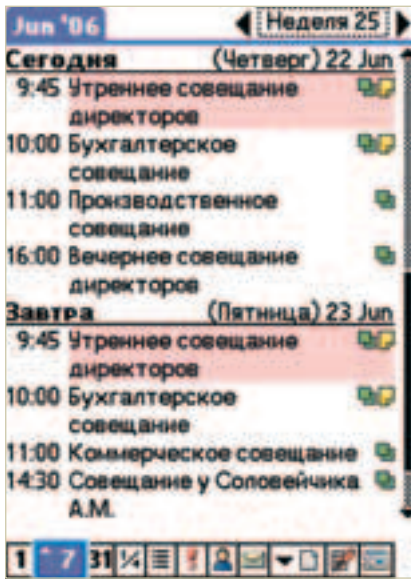 Jun '06 Неделя 25
Сегодня (Четверг) 22 Jun
9:45 Утреннее совещание
директоров
10:00 Бухгалтерское
совещание
11:00 Производственное
совещание
16:00 Вечернее совещание
директоров
Завтра (Пятница) 23 Jun
9:45 Утреннее совещание
директоров
10:00 Бухгалтерское
совещание
11:00 Коммерческое совещание
14:30 Совещание у Соловейчика
А.М.
1 7 31